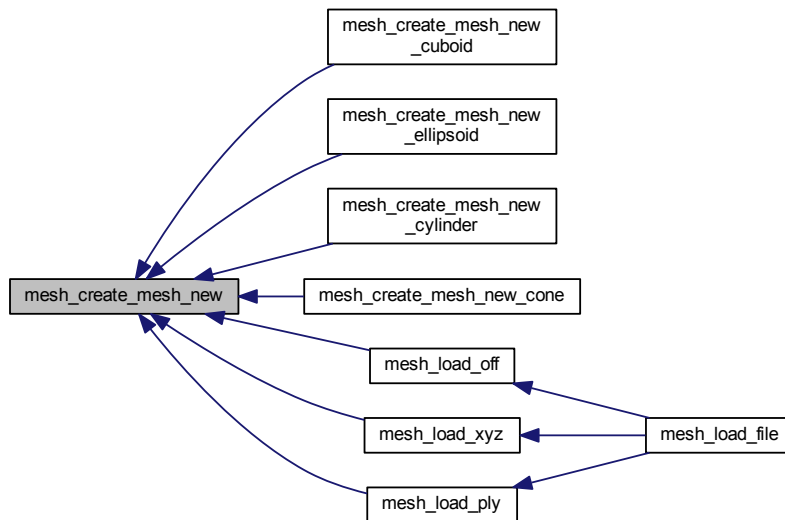 mesh_create_mesh_new
_cuboid
mesh_create_mesh_new
_ellipsoid
mesh_create_mesh_new
_cylinder
mesh_create_mesh_new
mesh_create_mesh_new_cone
mesh_load_off
mesh_load_xyz
mesh_load_file
mesh_load_ply